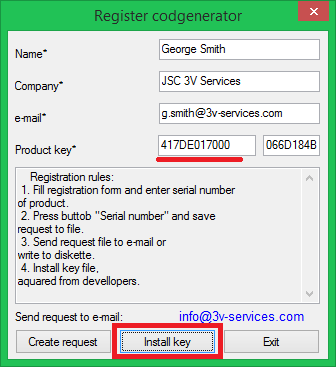 Register codgenerator
Name* George Smith
Company* JSC 3V Services
e-mail* g.smith@3v-services.com
Product key* 417DE017000 066D184B
Registration rules:
1. Fill registration form and enter serial number
of product.
2. Press buttob "Serial number" and save
request to file.
3. Send request file to e-mail or
write to diskette.
4. Install key file,
aquared from devellopers.
Send request to e-mail: info@3v-services.com
Create request Install key Exit